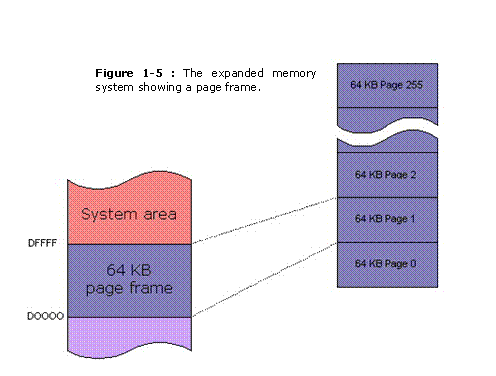 Figure 1-5 : The expanded memory
system showing a page frame.
64 KB Page 255
64 KB Page 2
64 KB Page 1
64 KB Page 0
System area
DFFFF
64 KB
page frame
D0000